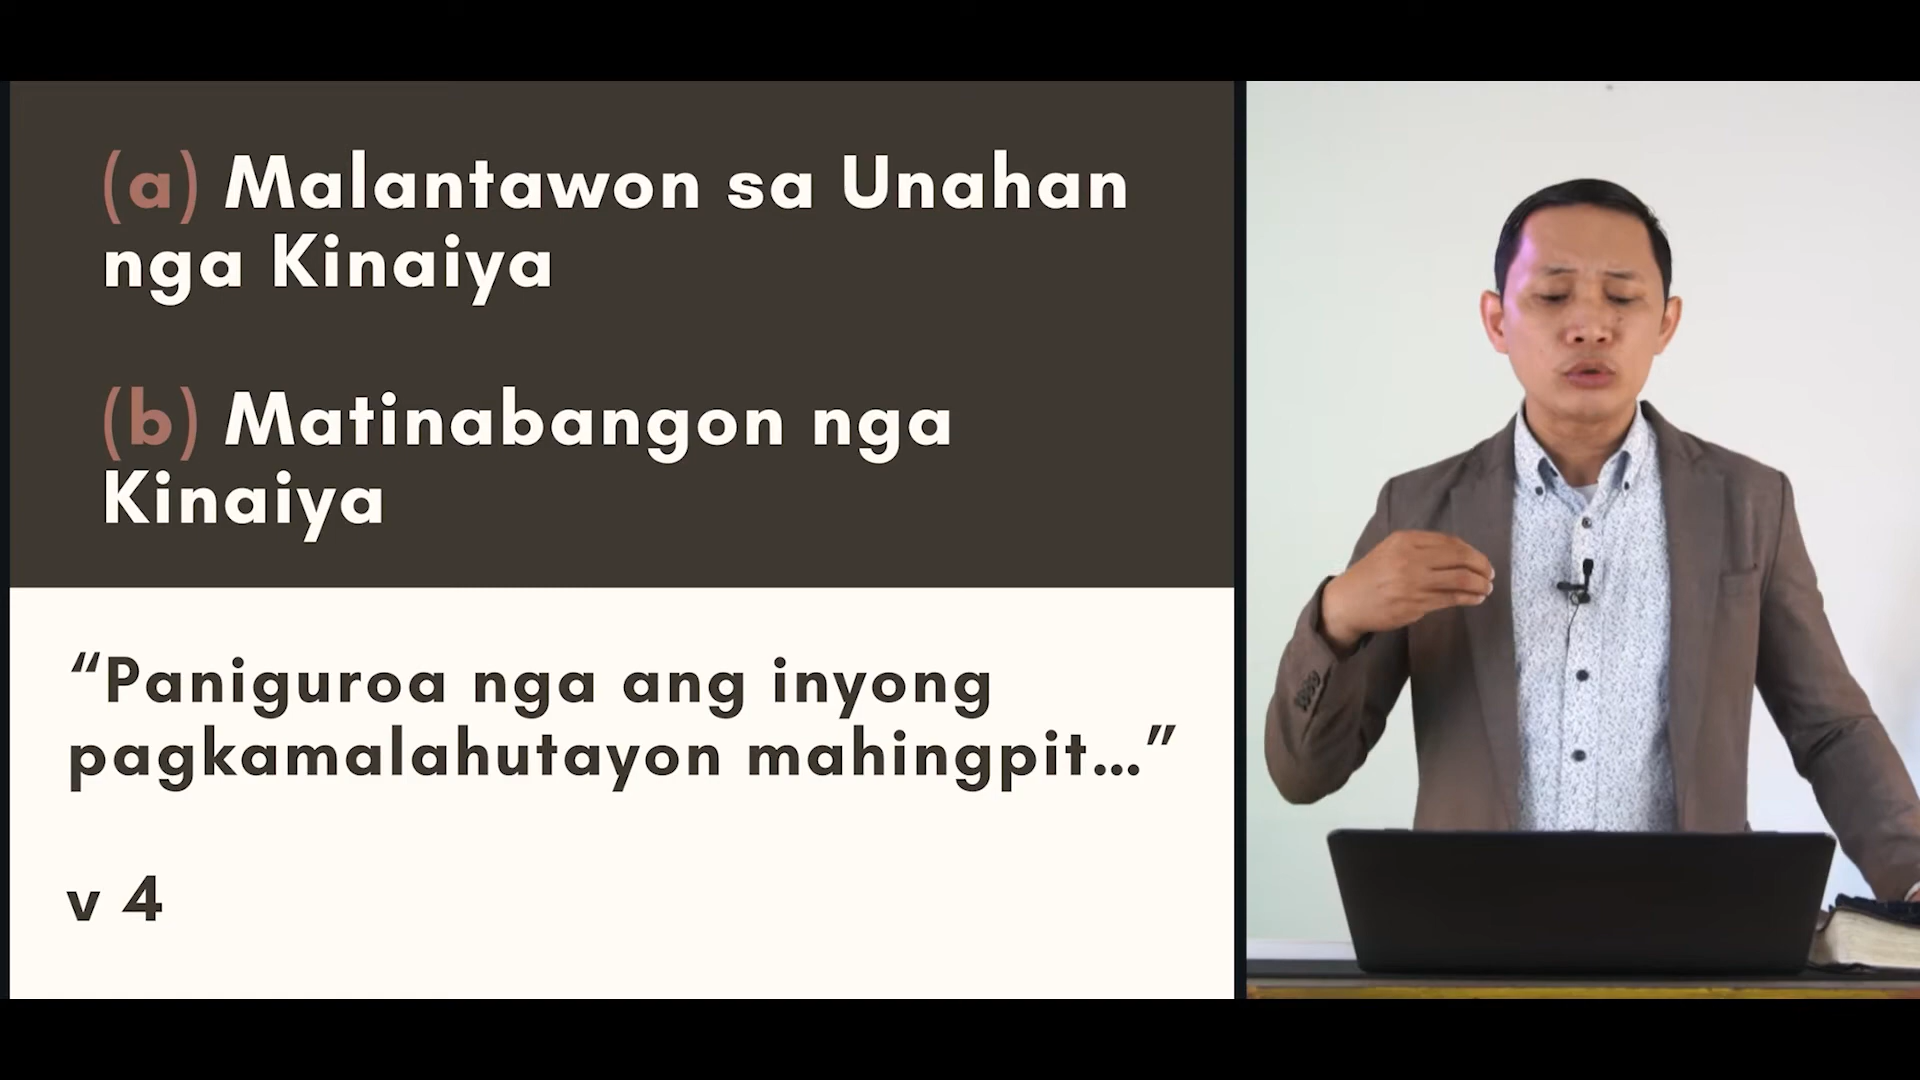 (a) Malantawon sa Unahan
nga Kinaiya
(b) Matinabangon nga
Kinaiya
“Paniguroa nga ang inyong
pagkamalahutayon mahingpit...”
v 4